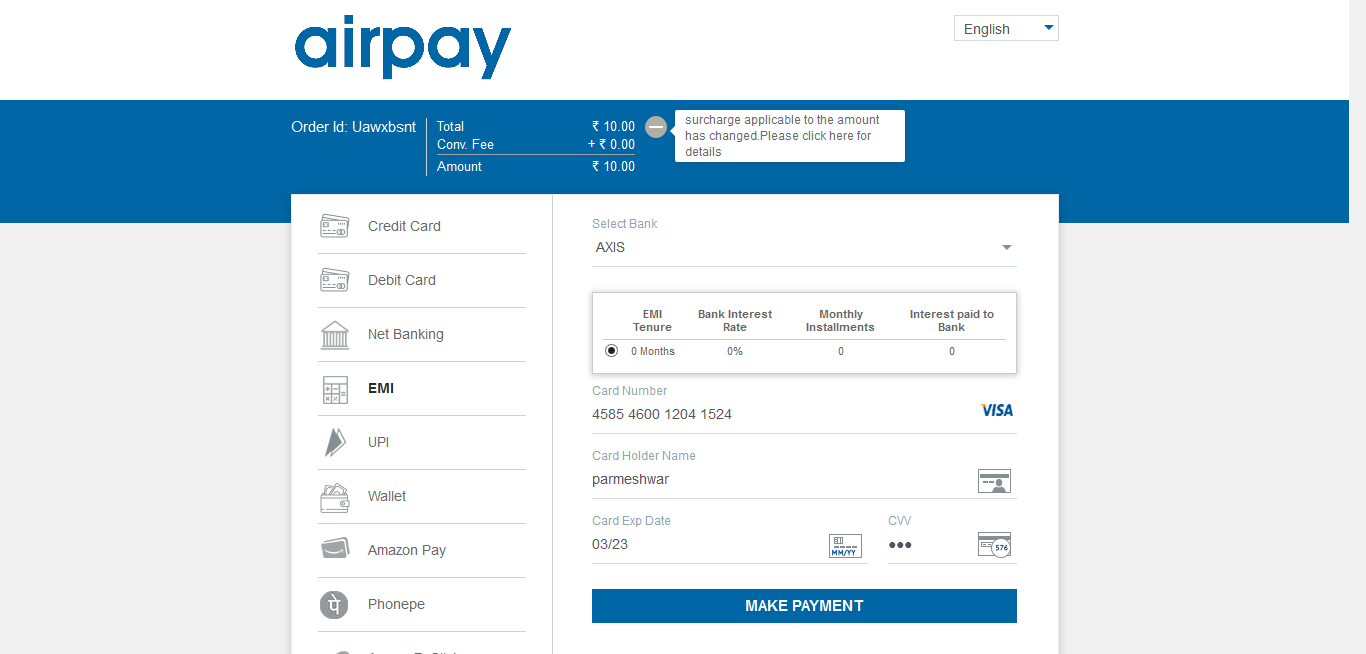 airpay
English
Order Id: Uawxbsnt
Total ₹ 10.00
Conv. Fee + ₹ 0.00
Amount ₹ 10.00
surcharge applicable to the amount
has changed.Please click here for
details
Credit Card
Debit Card
Net Banking
EMI
UPI
Wallet
Amazon Pay
Phonepe
Select Bank
AXIS
EMI Tenure Bank Interest Rate Monthly Installments Interest paid to Bank
0 Months 0% 0 0
Card Number
4585 4600 1204 1524 VISA
Card Holder Name
parmeshwar
Card Exp Date CVV
03/23 MM/YY ●●● 576
MAKE PAYMENT